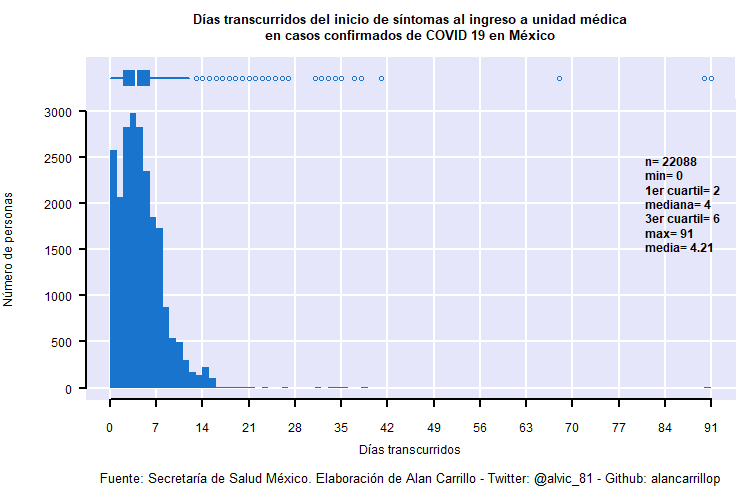 Días transcurridos del inicio de síntomas al ingreso a unidad médica
en casos confirmados de COVID 19 en México
3000
2500
2000
1500
1000
500
0
Número de personas
n= 22088
min= 0
1er cuartil= 2
mediana= 4
3er cuartil= 6
max= 91
media= 4.21
0 7 14 21 28 35 42 49 56 63 70 77 84 91
Días transcurridos
Fuente: Secretaría de Salud México. Elaboración de Alan Carrillo - Twitter: @alvic_81 - Github: alancarrillop